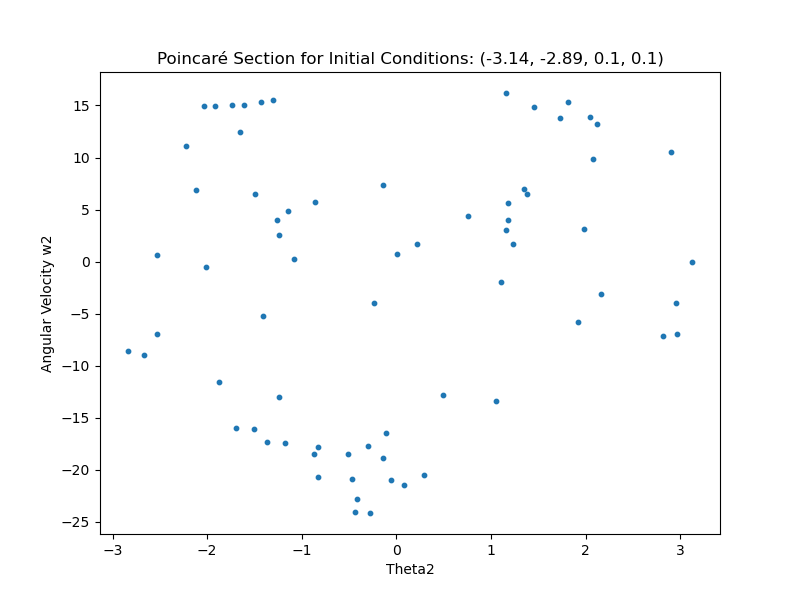 Poincaré Section for Initial Conditions: (-3.14, -2.89, 0.1, 0.1)
15
10
5
0
−5
−10
−15
−20
−25
Angular Velocity w2
−3 −2 −1 0 1 2 3
Theta2